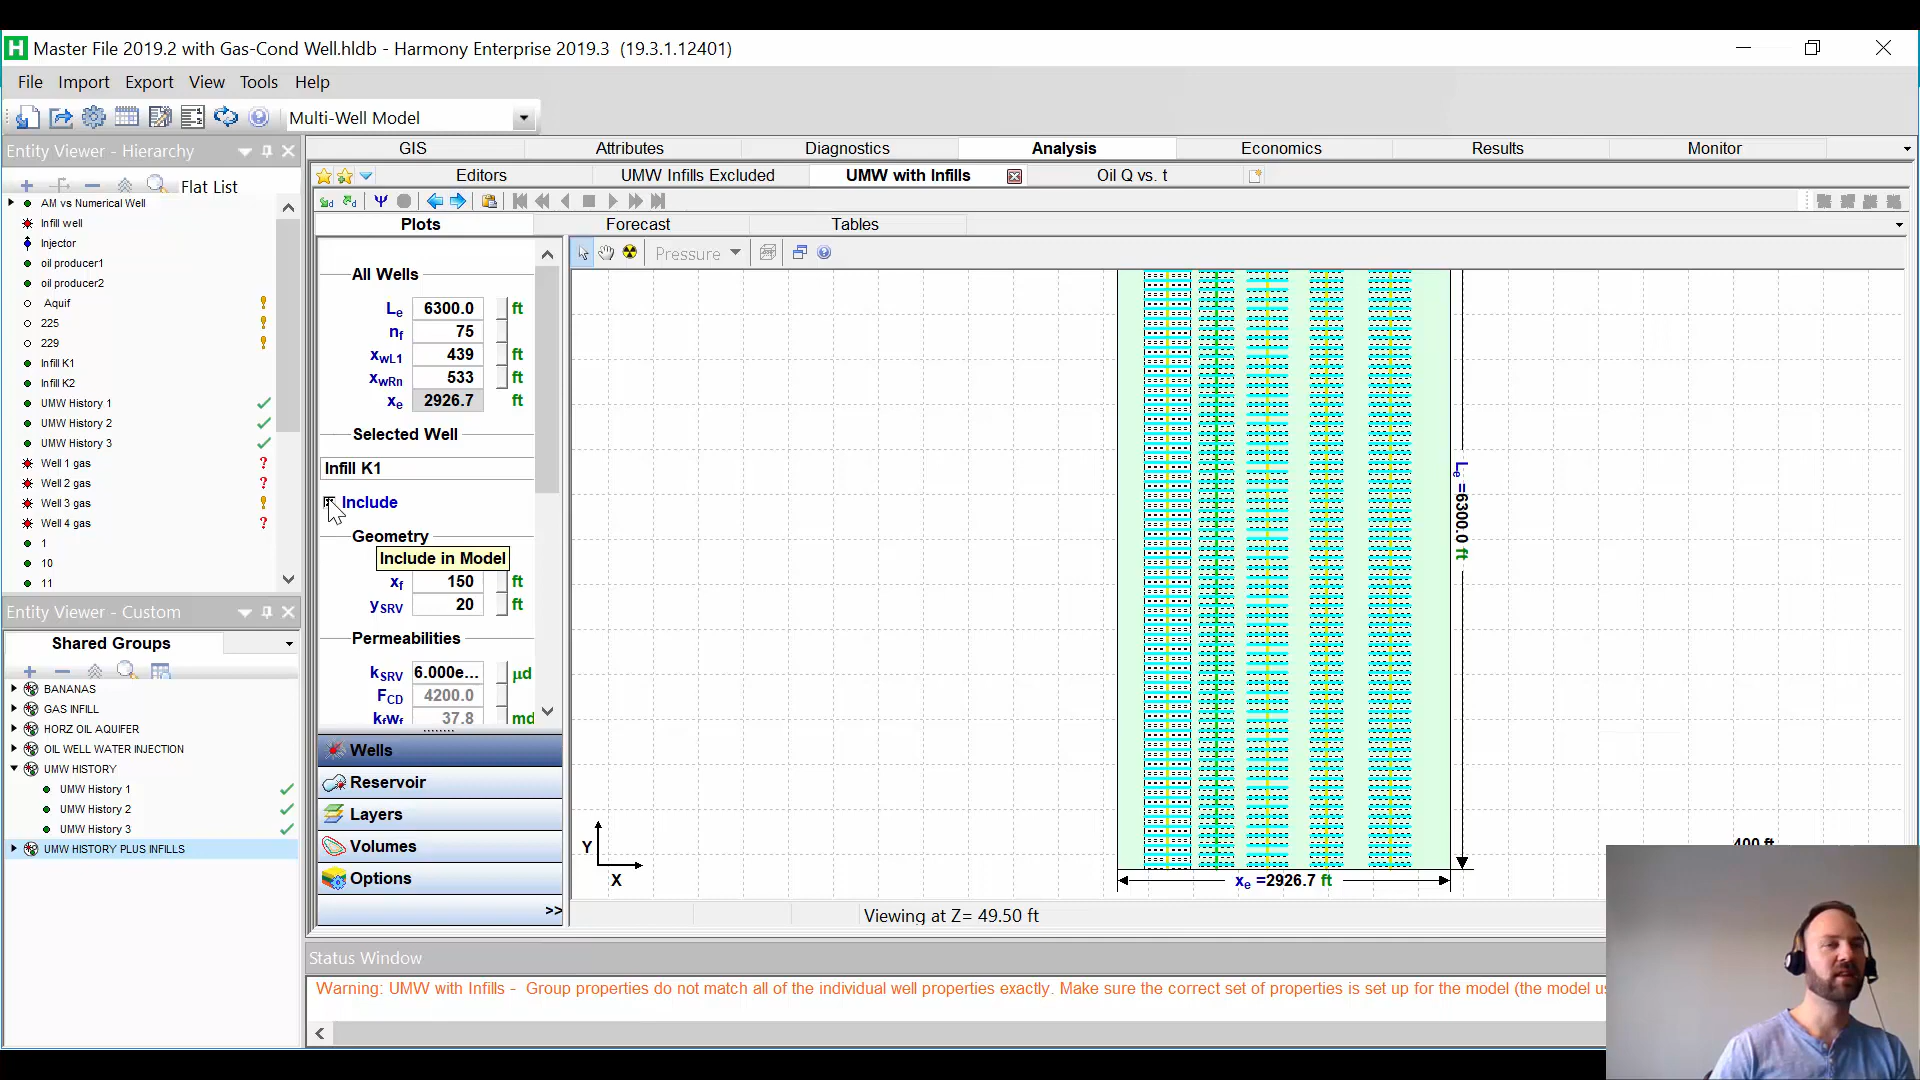 Master File 2019.2 with Gas-Cond Well.hldb - Harmony Enterprise 2019.3 (19.3.1.12401)
File Import Export View Tools Help
Multi-Well Model
Entity Viewer - Hierarchy
Flat List
AM vs Numerical Well
Infill well
Injector
oil producer1
oil producer2
Aquif
225
229
Infill K1
Infill K2
UMW History 1
UMW History 2
UMW History 3
Well 1 gas
Well 2 gas
Well 3 gas
Well 4 gas
1
10
11
Entity Viewer - Custom
Shared Groups
BANANAS
GAS INFILL
HORZ OIL AQUIFER
OIL WELL WATER INJECTION
UMW HISTORY
UMW History 1
UMW History 2
UMW History 3
UMW HISTORY PLUS INFILLS
GIS Attributes Diagnostics Analysis Economics Results Monitor
Editors UMW Infills Excluded UMW with Infills Oil Q vs. t
Plots Forecast Tables
Pressure
All Wells
Le 6300.0 ft
nf 75
xwL1 439 ft
xwRn 533 ft
xe 2926.7 ft
Selected Well
Infill K1
Include
Geometry
Include in Model
xf 150 ft
ySRV 20 ft
Permeabilities
kSRV 6.000e... µd
FCD 4200.0
kfwf 37.8 md
Wells
Reservoir
Layers
Volumes
Options
>>
Le =6300.0 ft
xe =2926.7 ft
Y
X
400 ft
Viewing at Z= 49.50 ft
Status Window
Warning: UMW with Infills - Group properties do not match all of the individual well properties exactly. Make sure the correct set of properties is set up for the model (the model